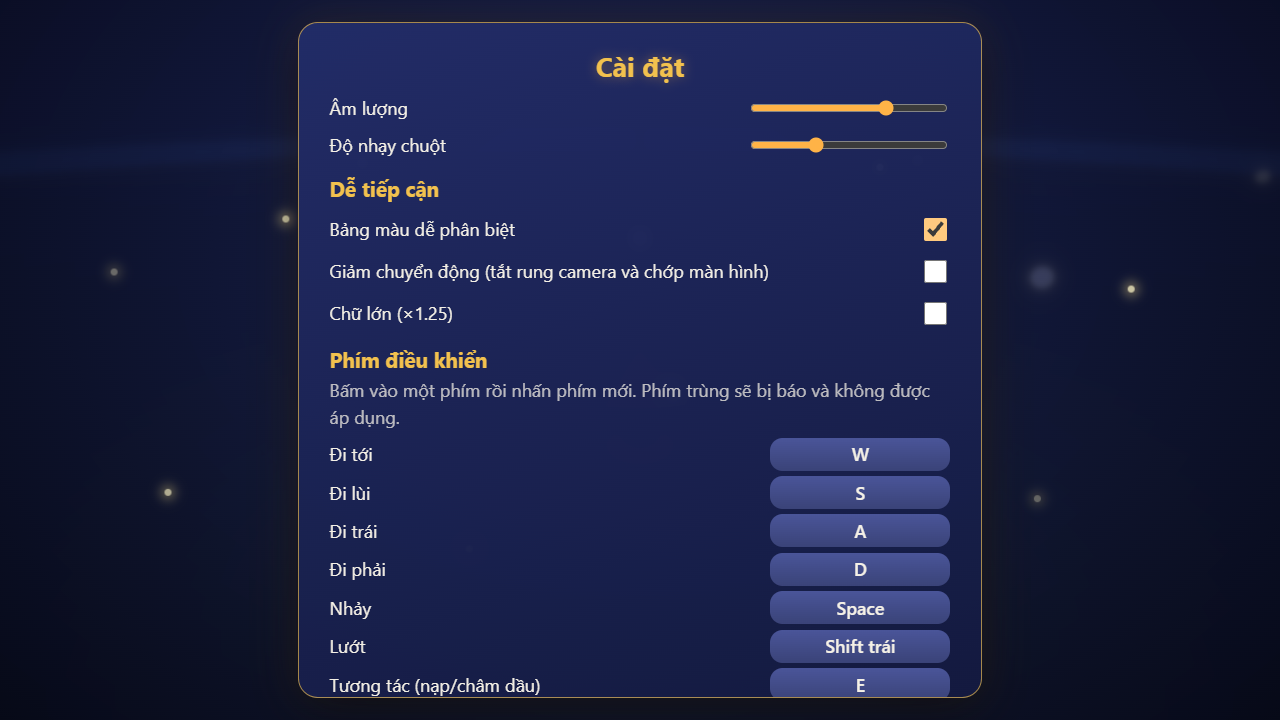 Cài đặt
Âm lượng
Độ nhạy chuột
Dễ tiếp cận
Bảng màu dễ phân biệt
Giảm chuyển động (tắt rung camera và chớp màn hình)
Chữ lớn (×1.25)
Phím điều khiển
Bấm vào một phím rồi nhấn phím mới. Phím trùng sẽ bị báo và không được
áp dụng.
Đi tới W
Đi lùi S
Đi trái A
Đi phải D
Nhảy Space
Lướt Shift trái
Tương tác (nạp/châm dầu) E